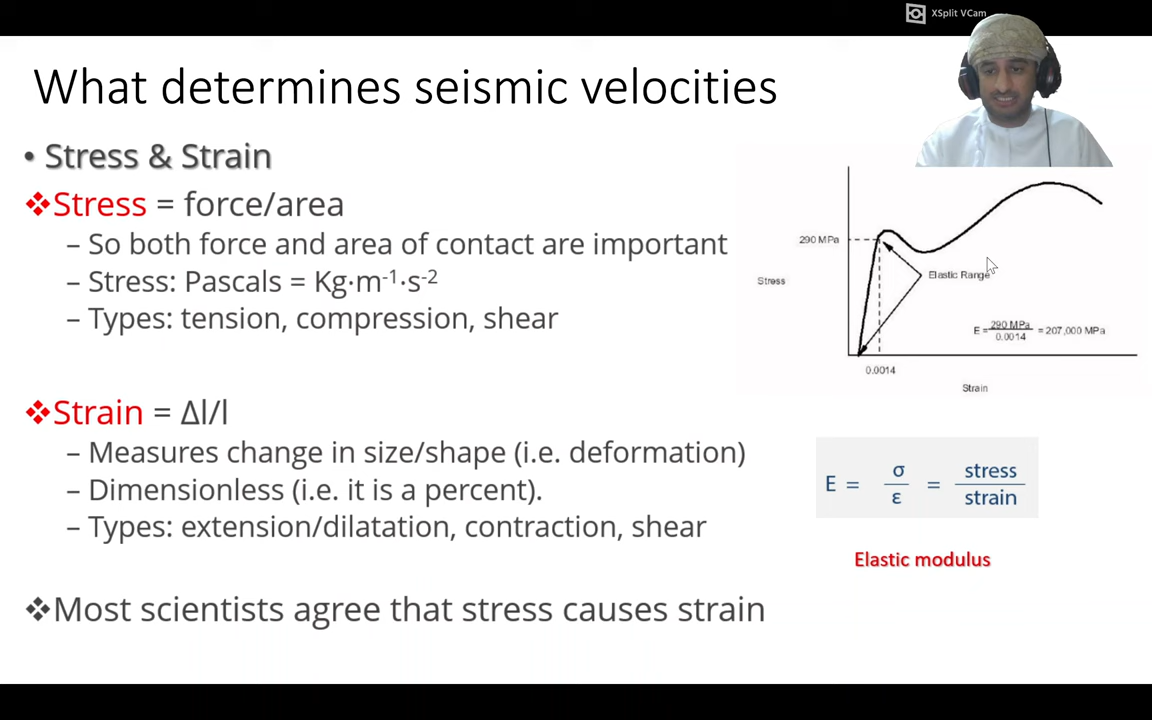 XSplit VCam
What determines seismic velocities
• Stress & Strain
❖Stress = force/area
– So both force and area of contact are important
– Stress: Pascals = Kg·m-1·s-2
– Types: tension, compression, shear
❖Strain = Δl/l
– Measures change in size/shape (i.e. deformation)
– Dimensionless (i.e. it is a percent).
– Types: extension/dilatation, contraction, shear
❖Most scientists agree that stress causes strain
290 MPa
Stress
Elastic Range
E = 290 MPa / 0.0014 = 207,000 MPa
0.0014
Strain
E = σ / ε = stress / strain
Elastic modulus